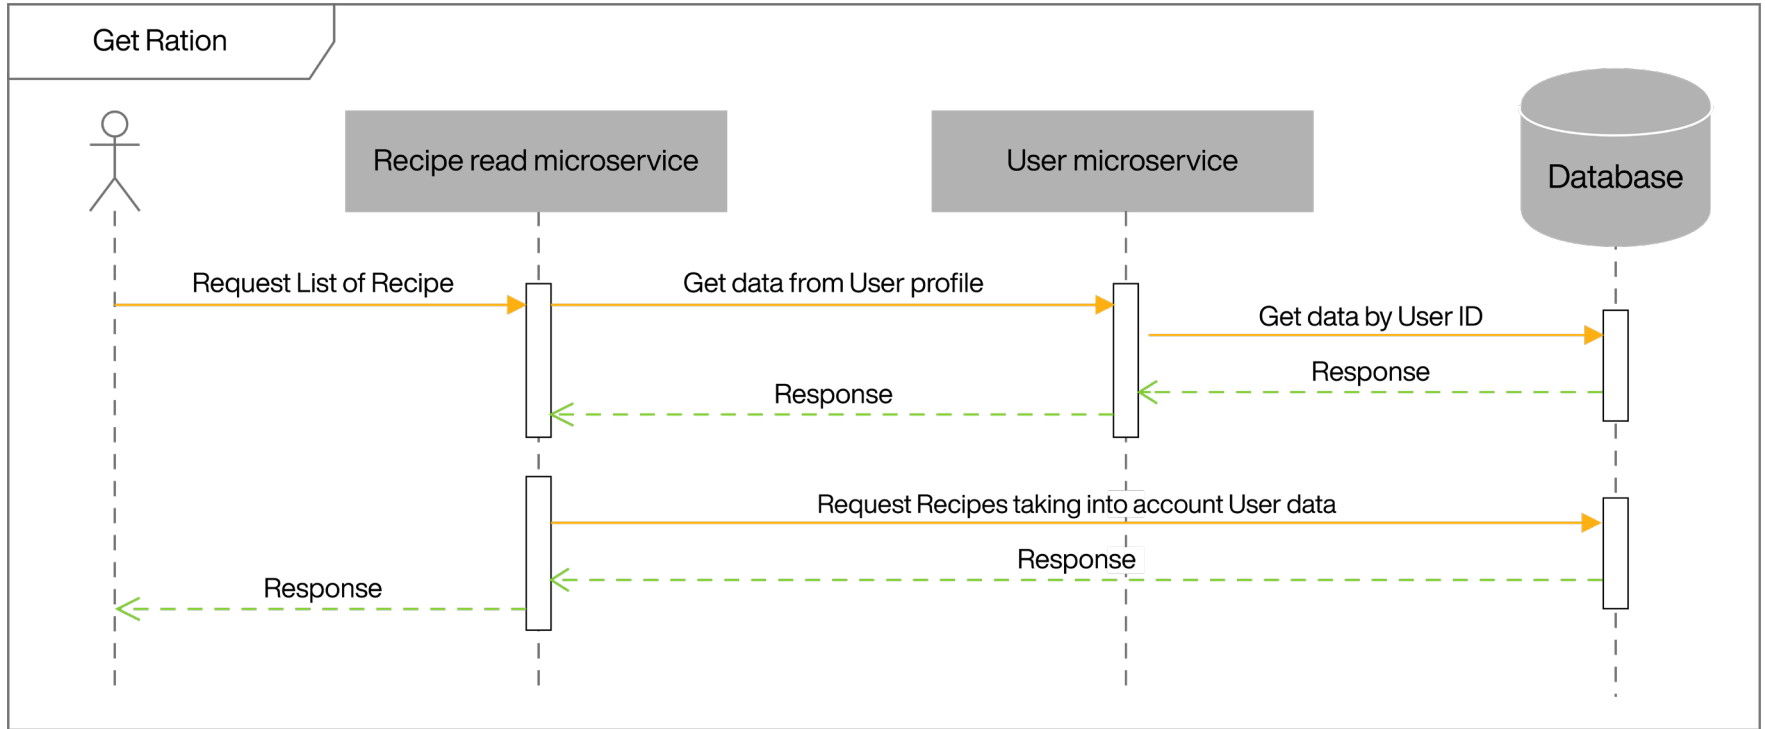 Get Ration
Recipe read microservice
User microservice
Database
Request List of Recipe
Get data from User profile
Get data by User ID
Response
Response
Request Recipes taking into account User data
Response
Response